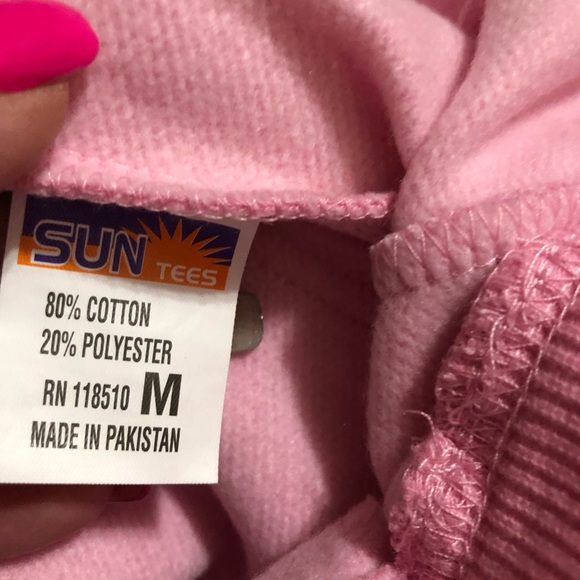 SUN
TEES
80% COTTON
20% POLYESTER
RN 118510 M
MADE IN PAKISTAN